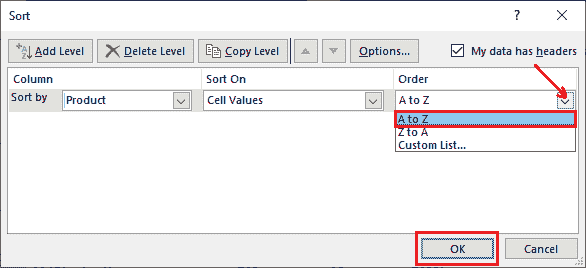 Sort
Add Level Delete Level Copy Level Options... My data has headers
Column Sort On Order
Sort by Product Cell Values A to Z
A to Z
Z to A
Custom List...
OK Cancel